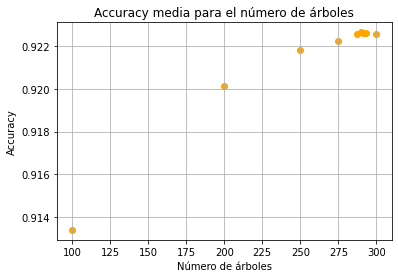 Accuracy media para el número de árboles
Accuracy
0.922
0.920
0.918
0.916
0.914
100 125 150 175 200 225 250 275 300
Número de árboles